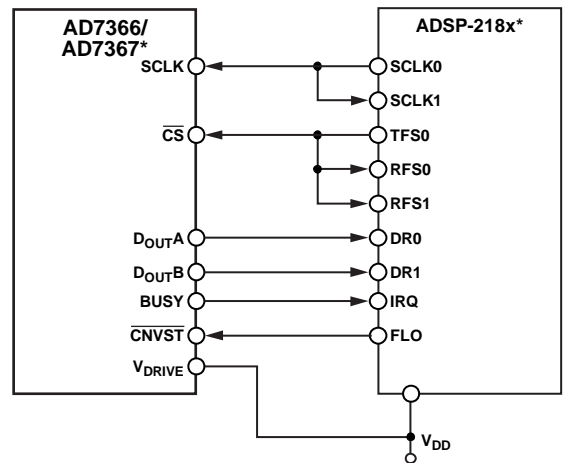 AD7366/
AD7367*
SCLK
CS
DOUTA
DOUTB
BUSY
CNVST
VDRIVE
ADSP-218x*
SCLK0
SCLK1
TFS0
RFS0
RFS1
DR0
DR1
IRQ
FLO
VDD